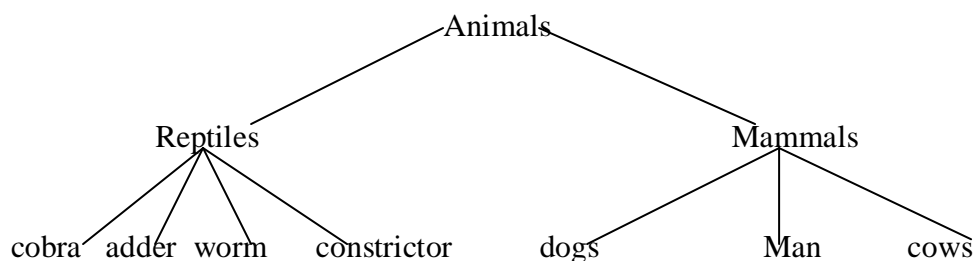 Animals
Reptiles Mammals
cobra adder worm constrictor dogs Man cows